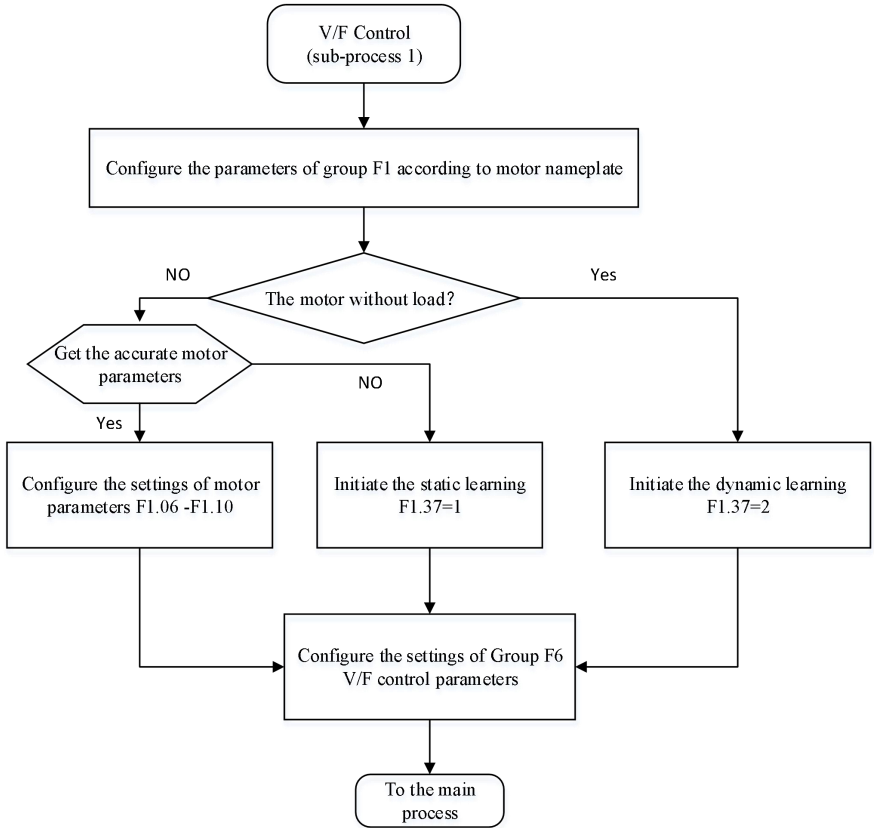 V/F Control
(sub-process 1)
Configure the parameters of group F1 according to motor nameplate
NO
Yes
The motor without load?
Get the accurate motor
parameters
NO
Yes
Configure the settings of motor
parameters F1.06 -F1.10
Initiate the static learning
F1.37=1
Initiate the dynamic learning
F1.37=2
Configure the settings of Group F6
V/F control parameters
To the main
process